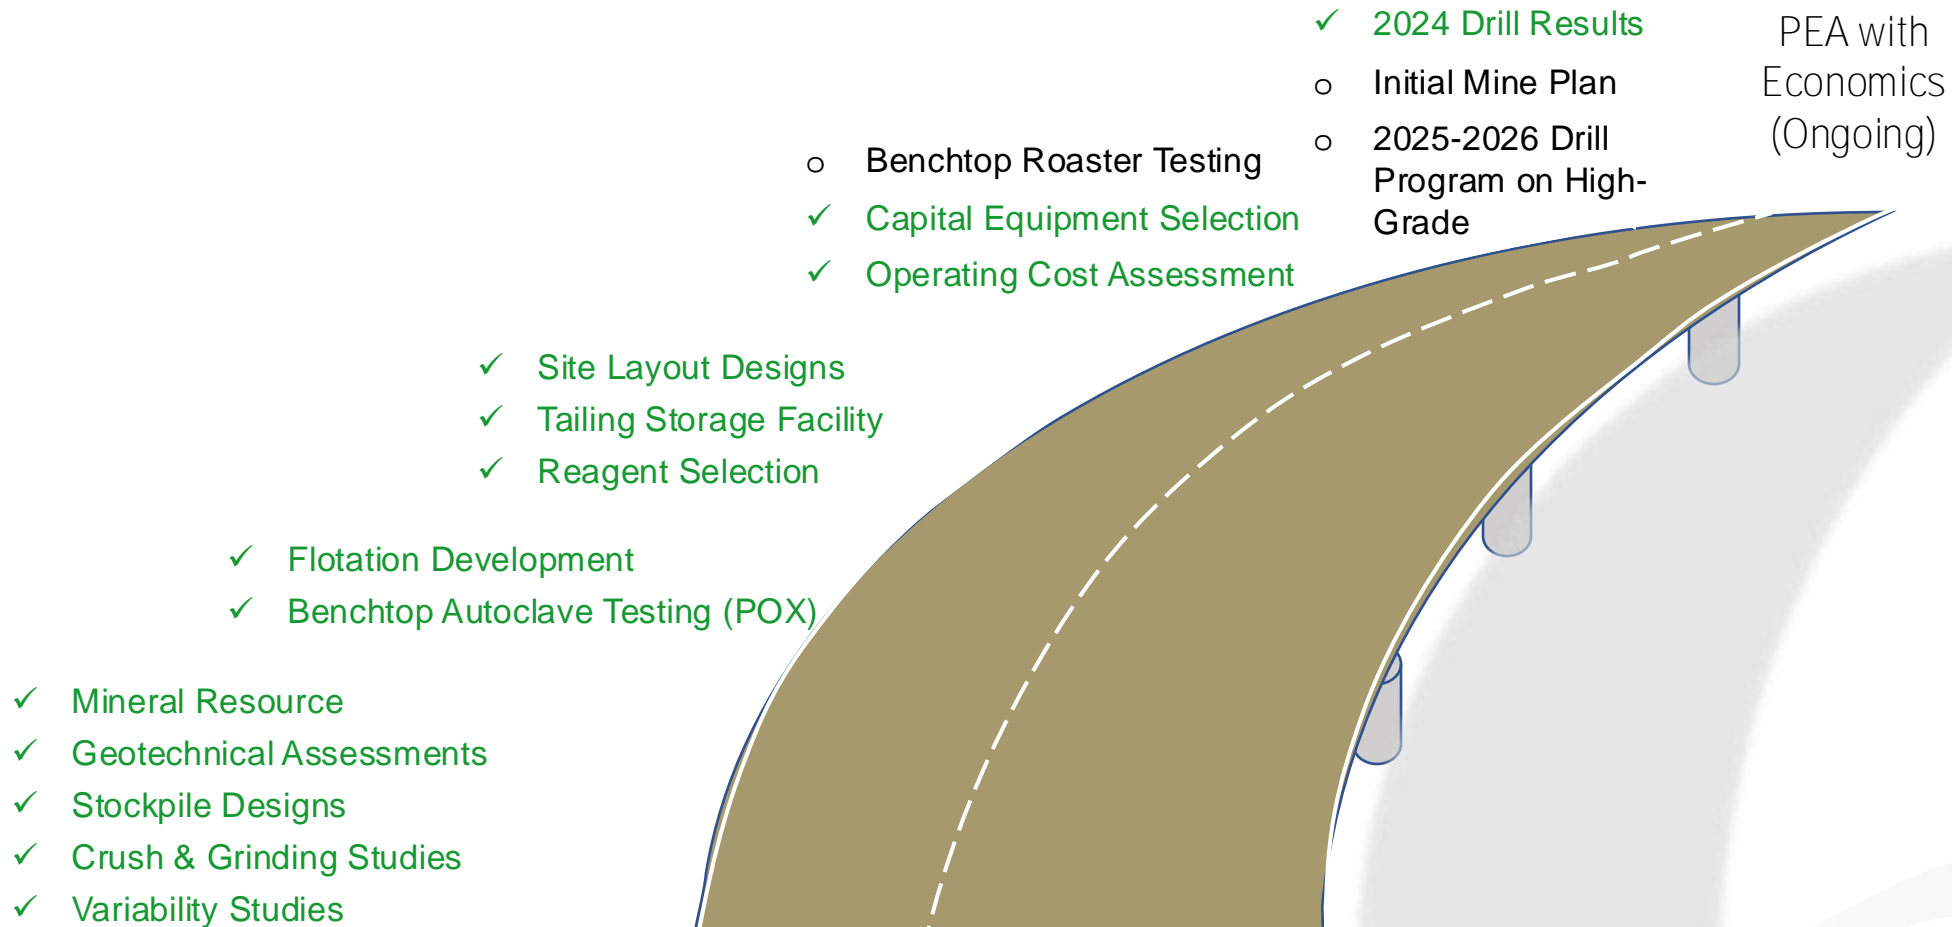 ✓ 2024 Drill Results
o Initial Mine Plan
o 2025-2026 Drill
Program on High-
Grade
PEA with
Economics
(Ongoing)
o Benchtop Roaster Testing
✓ Capital Equipment Selection
✓ Operating Cost Assessment
✓ Site Layout Designs
✓ Tailing Storage Facility
✓ Reagent Selection
✓ Flotation Development
✓ Benchtop Autoclave Testing (POX)
✓ Mineral Resource
✓ Geotechnical Assessments
✓ Stockpile Designs
✓ Crush & Grinding Studies
✓ Variability Studies